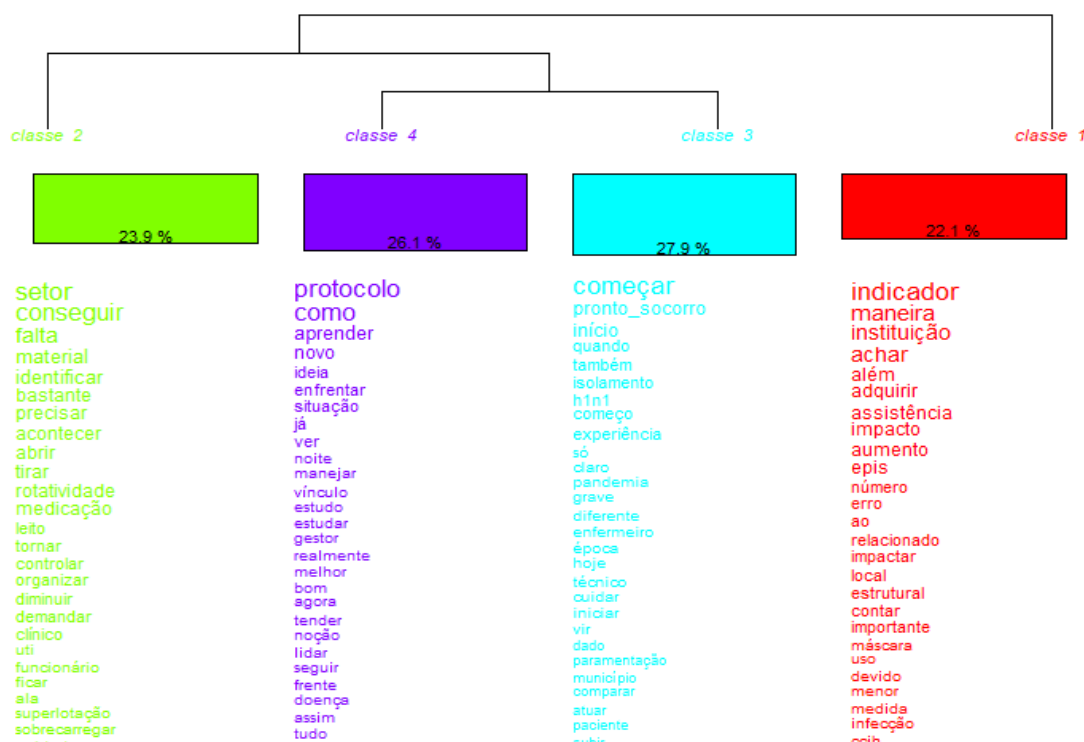 classe 2
classe 4
classe 3
classe 1
23.9 %
26.1 %
27.9 %
22.1 %
setor
conseguir
falta
material
identificar
bastante
precisar
acontecer
abrir
tirar
rotatividade
medicação
leito
tornar
controlar
organizar
diminuir
demandar
clínico
uti
funcionário
ficar
ala
superlotação
sobrecarregar
protocolo
como
aprender
novo
ideia
enfrentar
situação
já
ver
noite
manejar
vínculo
estudo
estudar
gestor
realmente
melhor
bom
agora
tender
noção
lidar
seguir
frente
doença
assim
tudo
começar
pronto_socorro
início
quando
também
isolamento
h1n1
começo
experiência
só
claro
pandemia
grave
diferente
enfermeiro
época
hoje
técnico
cuidar
iniciar
vir
dado
paramentação
município
comparar
atuar
paciente
indicador
maneira
instituição
achar
além
adquirir
assistência
impacto
aumento
epis
número
erro
ao
relacionado
impactar
local
estrutural
contar
importante
máscara
uso
devido
menor
medida
infecção